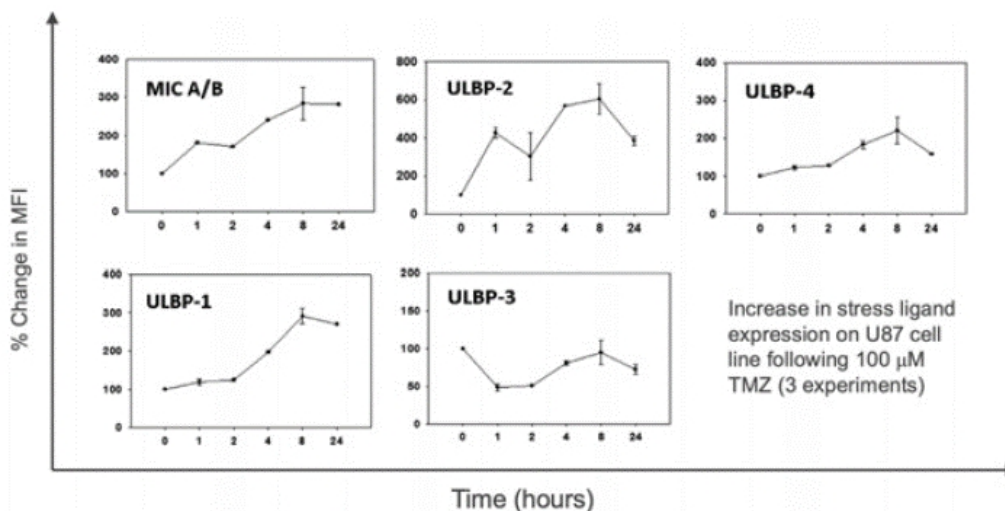 % Change in MFI
MIC A/B
400
300
200
100
0
0 1 2 4 8 24
ULBP-2
800
600
400
200
0
0 1 2 4 8 24
ULBP-4
400
300
200
100
0
0 1 2 4 8 24
ULBP-1
400
300
200
100
0
0 1 2 4 8 24
ULBP-3
200
150
100
50
0
0 1 2 4 8 24
Increase in stress ligand
expression on U87 cell
line following 100 μM
TMZ (3 experiments)
Time (hours)